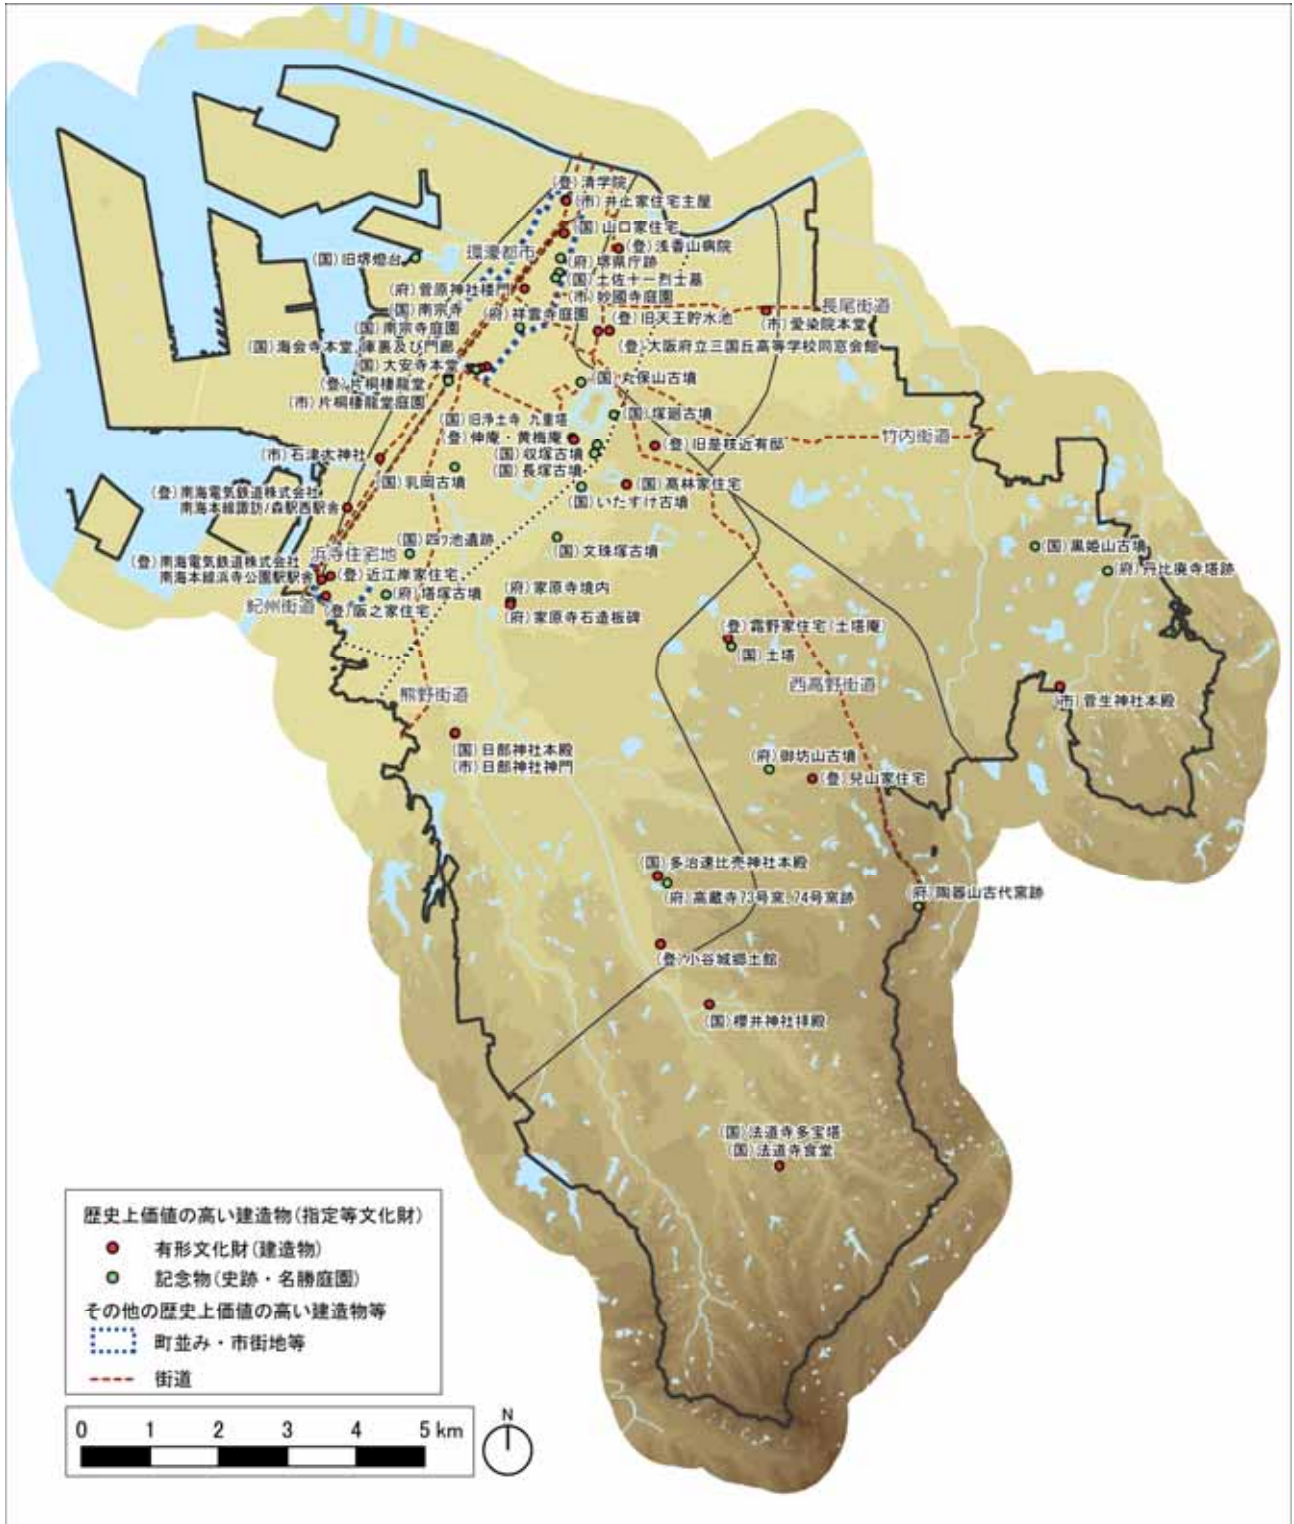 (登)清学院
(市)井上家住宅主屋
(国)山口家住宅
環濠都市
(登)浅香山病院
(国)旧堺燈台
(府)堺県庁跡
(国)土佐十一烈士墓
(府)菅原神社楼門
(市)妙國寺庭園
長尾街道
(国)南宗寺
(府)祥雲寺庭園
(登)旧天王貯水池
(市)愛染院本堂
(国)南宗寺庭園
(国)海会寺本堂、庫裏及び門廊
(登)大阪府立三国丘高等学校同窓会館
(国)大安寺本堂
(登)片桐棲龍堂
(国)丸保山古墳
(市)片桐棲龍堂庭園
(国)旧浄土寺 九重塔
(国)塚廻古墳
(登)伸庵・黄梅庵
竹内街道
(国)収塚古墳
(登)旧是枝近有邸
(市)石津太神社
(国)長塚古墳
(国)乳岡古墳
(国)高林家住宅
(登)南海電気鉄道株式会社
南海本線諏訪ノ森駅西駅舎
(国)いたすけ古墳
(国)四ツ池遺跡
浜寺住宅地
(国)文珠塚古墳
(国)黒姫山古墳
(登)南海電気鉄道株式会社
南海本線浜寺公園駅駅舎
(登)近江岸家住宅
(府)丹比廃寺塔跡
(府)塔塚古墳
(府)家原寺境内
紀州街道
(登)阪之家住宅
(府)家原寺石造板碑
(登)霜野家住宅(土塔庵)
(国)土塔
熊野街道
西高野街道
(市)菅生神社本殿
(国)日部神社本殿
(市)日部神社神門
(府)御坊山古墳
(登)兒山家住宅
(国)多治速比売神社本殿
(府)高蔵寺73号窯、74号窯跡
(府)陶器山古代窯跡
(登)小谷城郷土館
(国)櫻井神社拝殿
(国)法道寺多宝塔
(国)法道寺食堂
歴史上価値の高い建造物(指定等文化財)
有形文化財(建造物)
記念物(史跡・名勝庭園)
その他の歴史上価値の高い建造物等
町並み・市街地等
街道
0 1 2 3 4 5 km
N